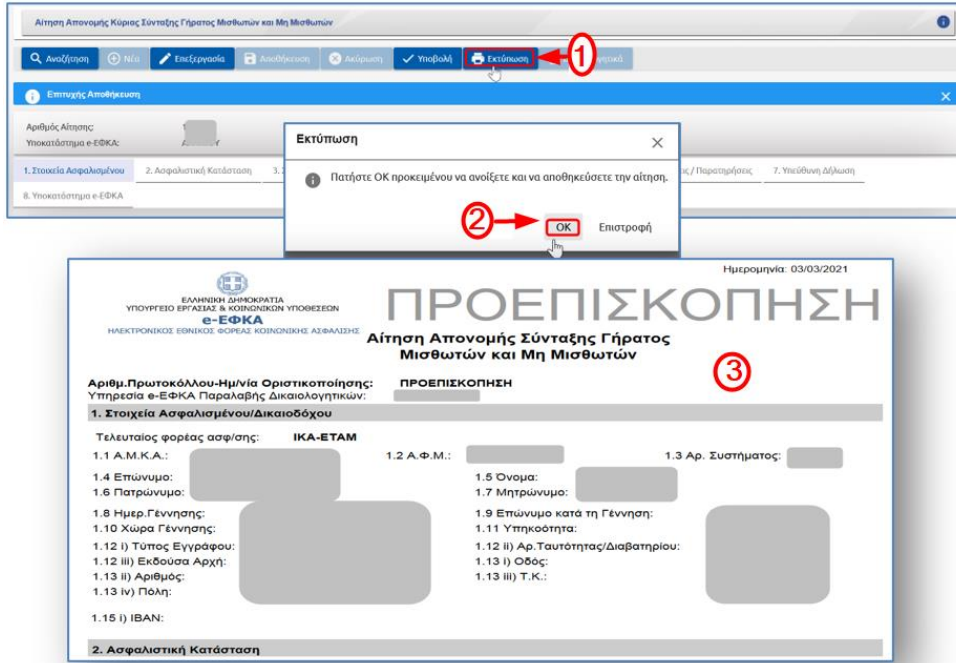 Αίτηση Απονομής Κύριας Σύνταξης Γήρατος Μισθωτών και Μη Μισθωτών
Αναζήτηση Νέα Επεξεργασία Αποθήκευση Ακύρωση Υποβολή Εκτύπωση
1
Επιτυχής Αποθήκευση
Αριθμός Αίτησης:
Υποκατάστημα e-ΕΦΚΑ:
1. Στοιχεία Ασφαλισμένου 2. Ασφαλιστική Κατάσταση 3. / Παρατηρήσεις 7. Υπεύθυνη Δήλωση
8. Υποκατάστημα e-ΕΦΚΑ
Εκτύπωση
Πατήστε OK προκειμένου να ανοίξετε και να αποθηκεύσετε την αίτηση.
2
OK Επιστροφή
Ημερομηνία: 03/03/2021
ΕΛΛΗΝΙΚΗ ΔΗΜΟΚΡΑΤΙΑ
ΥΠΟΥΡΓΕΙΟ ΕΡΓΑΣΙΑΣ & ΚΟΙΝΩΝΙΚΩΝ ΥΠΟΘΕΣΕΩΝ
e-ΕΦΚΑ
ΗΛΕΚΤΡΟΝΙΚΟΣ ΕΘΝΙΚΟΣ ΦΟΡΕΑΣ ΚΟΙΝΩΝΙΚΗΣ ΑΣΦΑΛΙΣΗΣ
ΠΡΟΕΠΙΣΚΟΠΗΣΗ
Αίτηση Απονομής Σύνταξης Γήρατος
Μισθωτών και Μη Μισθωτών
3
Αριθμ.Πρωτοκόλλου-Ημ/νία Οριστικοποίησης: ΠΡΟΕΠΙΣΚΟΠΗΣΗ
Υπηρεσία e-ΕΦΚΑ Παραλαβής Δικαιολογητικών:
1. Στοιχεία Ασφαλισμένου/Δικαιοδόχου
Τελευταίος φορέας ασφ/σης: ΙΚΑ-ΕΤΑΜ
1.1 Α.Μ.Κ.Α.: 1.2 Α.Φ.Μ.: 1.3 Αρ. Συστήματος:
1.4 Επώνυμο: 1.5 Όνομα:
1.6 Πατρώνυμο: 1.7 Μητρώνυμο:
1.8 Ημερ.Γέννησης: 1.9 Επώνυμο κατά τη Γέννηση:
1.10 Χώρα Γέννησης: 1.11 Υπηκοότητα:
1.12 i) Τύπος Εγγράφου: 1.12 ii) Αρ.Ταυτότητας/Διαβατηρίου:
1.12 iii) Εκδούσα Αρχή: 1.13 i) Οδός:
1.13 ii) Αριθμός: 1.13 iii) Τ.Κ.:
1.13 iv) Πόλη:
1.15 i) IBAN:
2. Ασφαλιστική Κατάσταση